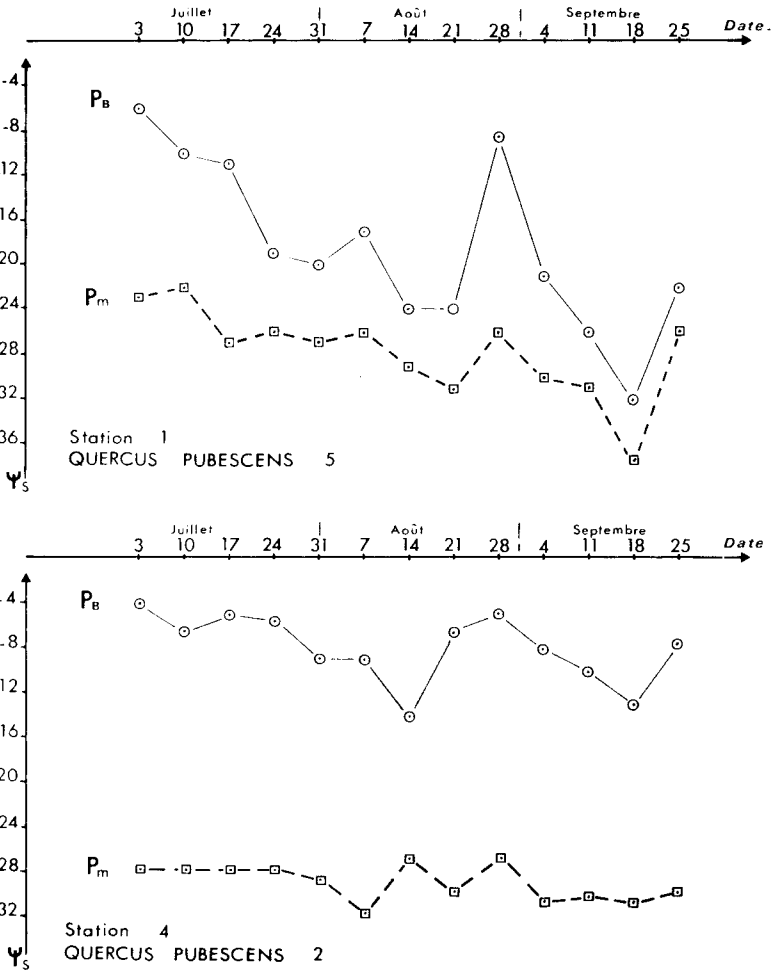 Juillet Août Septembre Date.
3 10 17 24 31 7 14 21 28 4 11 18 25
-4
PB
-8
12
16
20
Pm
24
28
32
36
Station 1
QUERCUS PUBESCENS 5
Ψs
Juillet Août Septembre Date
3 10 17 24 31 7 14 21 28 4 11 18 25
-4
PB
-8
12
16
20
24
Pm
28
32
Station 4
QUERCUS PUBESCENS 2
Ψs